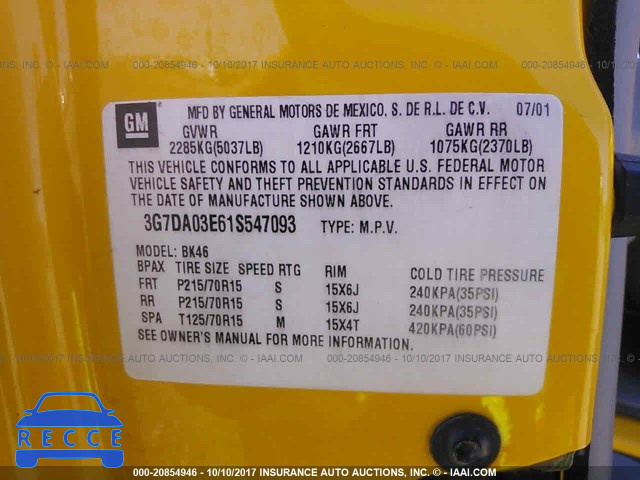 000-20854946 - 10/10/2017 INSURANCE AUTO AUCTIONS, INC. - © IAAI.COM
GM
MFD BY GENERAL MOTORS DE MEXICO, S. DE R.L. DE C.V. 07/01
GVWR GAWR FRT GAWR RR
2285KG(5037LB) 1210KG(2667LB) 1075KG(2370LB)
THIS VEHICLE CONFORMS TO ALL APPLICABLE U.S. FEDERAL MOTOR
VEHICLE SAFETY AND THEFT PREVENTION STANDARDS IN EFFECT ON
THE DATE OF MANUFACTURE SHOWN ABOVE.
3G7DA03E61S547093 TYPE: M.P.V.
MODEL: BK46
BPAX TIRE SIZE SPEED RTG RIM COLD TIRE PRESSURE
FRT P215/70R15 S 15X6J 240KPA(35PSI)
RR P215/70R15 S 15X6J 240KPA(35PSI)
SPA T125/70R15 M 15X4T 420KPA(60PSI)
SEE OWNER'S MANUAL FOR MORE INFORMATION.
RECCE
000-20854946 - 10/10/2017 INSURANCE AUTO AUCTIONS, INC. - © IAAI.COM